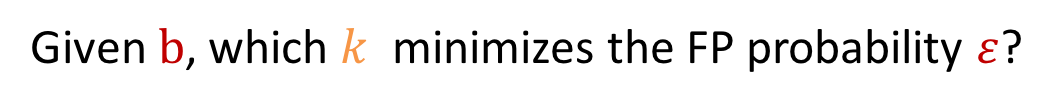 Given b, which k minimizes the FP probability ε?